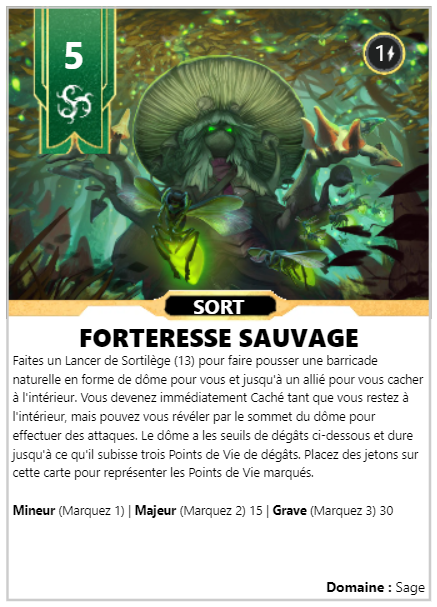 5
1
SORT
FORTERESSE SAUVAGE
Faites un Lancer de Sortilège (13) pour faire pousser une barricade
naturelle en forme de dôme pour vous et jusqu'à un allié pour vous cacher
à l'intérieur. Vous devenez immédiatement Caché tant que vous restez à
l'intérieur, mais pouvez vous révéler par le sommet du dôme pour
effectuer des attaques. Le dôme a les seuils de dégâts ci-dessous et dure
jusqu'à ce qu'il subisse trois Points de Vie de dégâts. Placez des jetons sur
cette carte pour représenter les Points de Vie marqués.
Mineur (Marquez 1) | Majeur (Marquez 2) 15 | Grave (Marquez 3) 30
Domaine : Sage